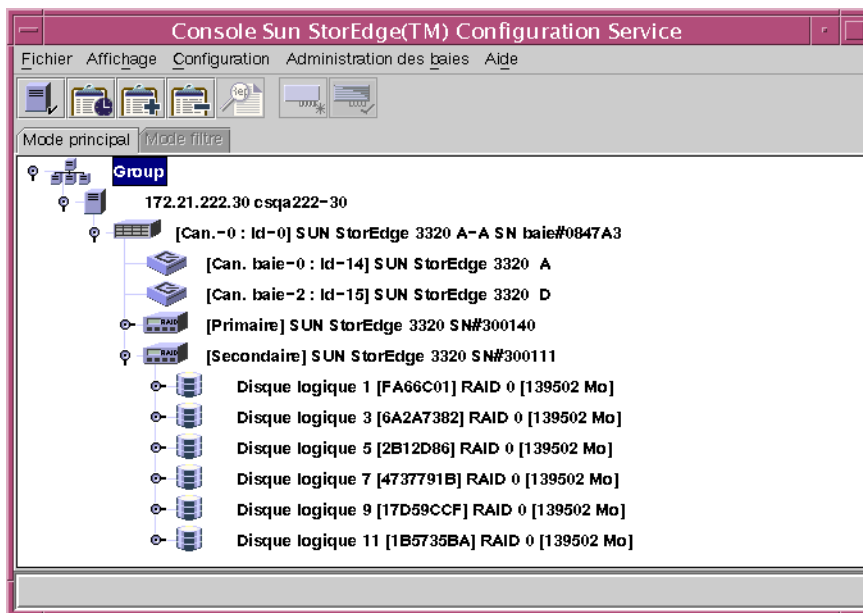 Console Sun StorEdge(TM) Configuration Service
Fichier Affichage Configuration Administration des baies Aide
Mode principal Mode filtre
Group
172.21.222.30 csqa222-30
[Can.-0 : Id-0] SUN StorEdge 3320 A-A SN baie#0847A3
[Can. baie-0 : Id-14] SUN StorEdge 3320 A
[Can. baie-2 : Id-15] SUN StorEdge 3320 D
RAID [Primaire] SUN StorEdge 3320 SN#300140
RAID [Secondaire] SUN StorEdge 3320 SN#300111
Disque logique 1 [FA66C01] RAID 0 [139502 Mo]
Disque logique 3 [6A2A7382] RAID 0 [139502 Mo]
Disque logique 5 [2B12D86] RAID 0 [139502 Mo]
Disque logique 7 [4737791B] RAID 0 [139502 Mo]
Disque logique 9 [17D59CCF] RAID 0 [139502 Mo]
Disque logique 11 [1B5735BA] RAID 0 [139502 Mo]